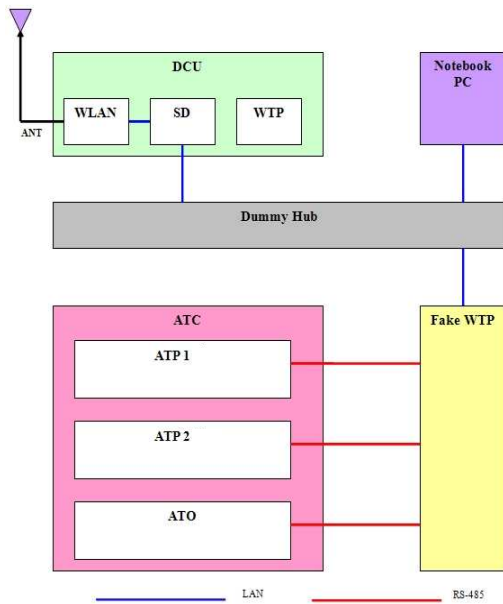 DCU
Notebook
PC
WLAN
SD
WTP
ANT
Dummy Hub
ATC
Fake WTP
ATP 1
ATP 2
ATO
LAN
RS-485